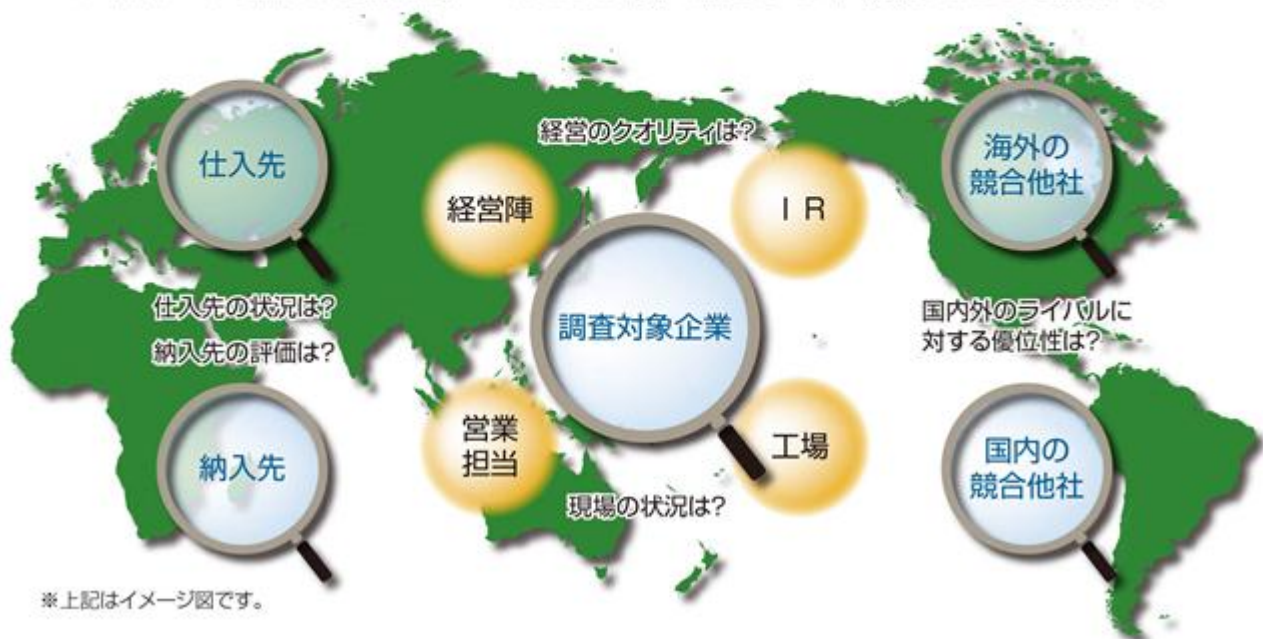 経営のクオリティは?
仕入先
海外の
競合他社
経営陣
ＩＲ
調査対象企業
仕入先の状況は?
納入先の評価は?
国内外のライバルに
対する優位性は?
納入先
営業
担当
工場
国内の
競合他社
現場の状況は?
※上記はイメージ図です。